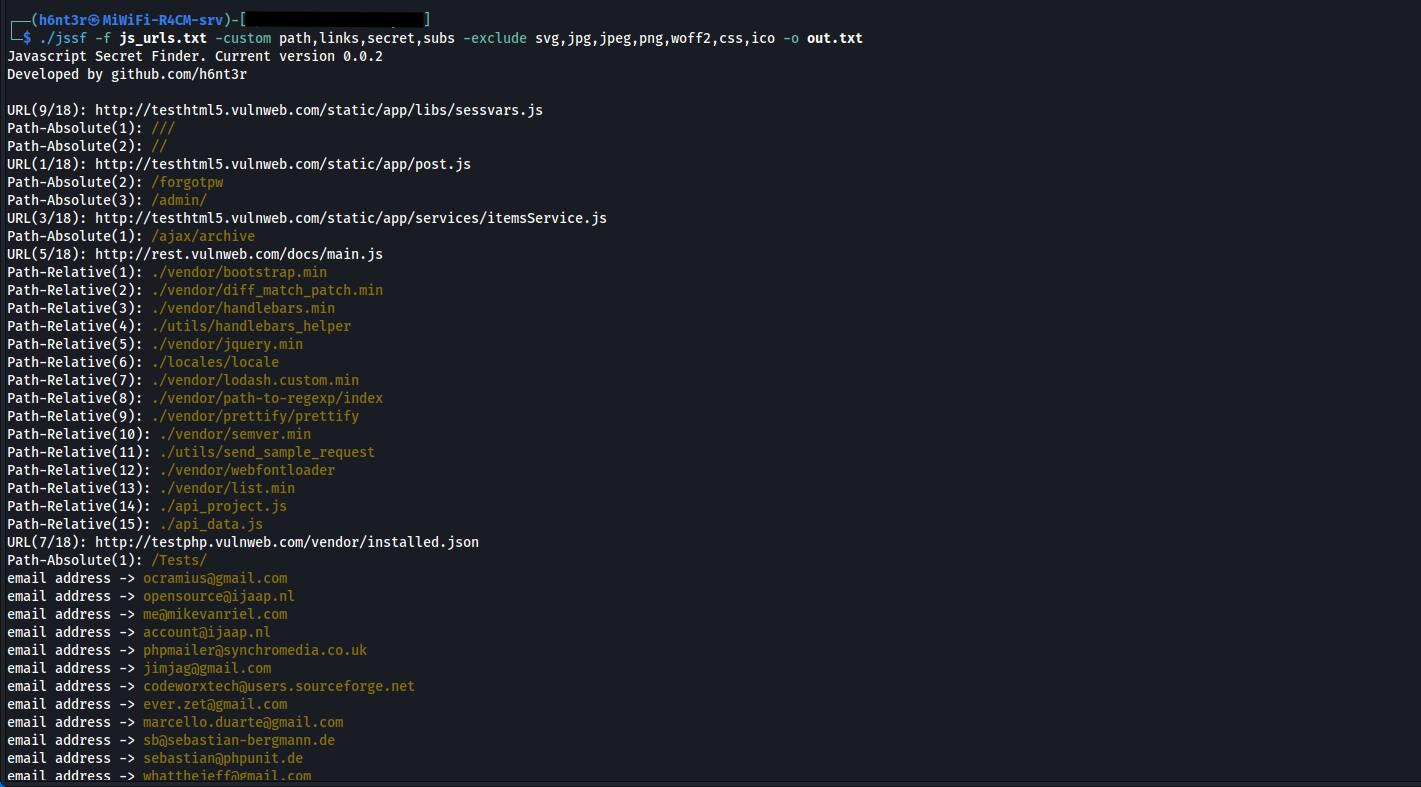 ┌──(h6nt3r㉿MiWiFi-R4CM-srv)-[ ]
└─$ ./jssf -f js_urls.txt -custom path,links,secret,subs -exclude svg,jpg,jpeg,png,woff2,css,ico -o out.txt
Javascript Secret Finder. Current version 0.0.2
Developed by github.com/h6nt3r
URL(9/18): http://testhtml5.vulnweb.com/static/app/libs/sessvars.js
Path-Absolute(1): ///
Path-Absolute(2): //
URL(1/18): http://testhtml5.vulnweb.com/static/app/post.js
Path-Absolute(2): /forgotpw
Path-Absolute(3): /admin/
URL(3/18): http://testhtml5.vulnweb.com/static/app/services/itemsService.js
Path-Absolute(1): /ajax/archive
URL(5/18): http://rest.vulnweb.com/docs/main.js
Path-Relative(1): ./vendor/bootstrap.min
Path-Relative(2): ./vendor/diff_match_patch.min
Path-Relative(3): ./vendor/handlebars.min
Path-Relative(4): ./utils/handlebars_helper
Path-Relative(5): ./vendor/jquery.min
Path-Relative(6): ./locales/locale
Path-Relative(7): ./vendor/lodash.custom.min
Path-Relative(8): ./vendor/path-to-regexp/index
Path-Relative(9): ./vendor/prettify/prettify
Path-Relative(10): ./vendor/semver.min
Path-Relative(11): ./utils/send_sample_request
Path-Relative(12): ./vendor/webfontloader
Path-Relative(13): ./vendor/list.min
Path-Relative(14): ./api_project.js
Path-Relative(15): ./api_data.js
URL(7/18): http://testphp.vulnweb.com/vendor/installed.json
Path-Absolute(1): /Tests/
email address -> ocramius@gmail.com
email address -> opensource@ijaap.nl
email address -> me@mikevanriel.com
email address -> account@ijaap.nl
email address -> phpmailer@synchromedia.co.uk
email address -> jimjag@gmail.com
email address -> codeworxtech@users.sourceforge.net
email address -> ever.zet@gmail.com
email address -> marcello.duarte@gmail.com
email address -> sb@sebastian-bergmann.de
email address -> sebastian@phpunit.de
email address -> whatthejeff@gmail.com